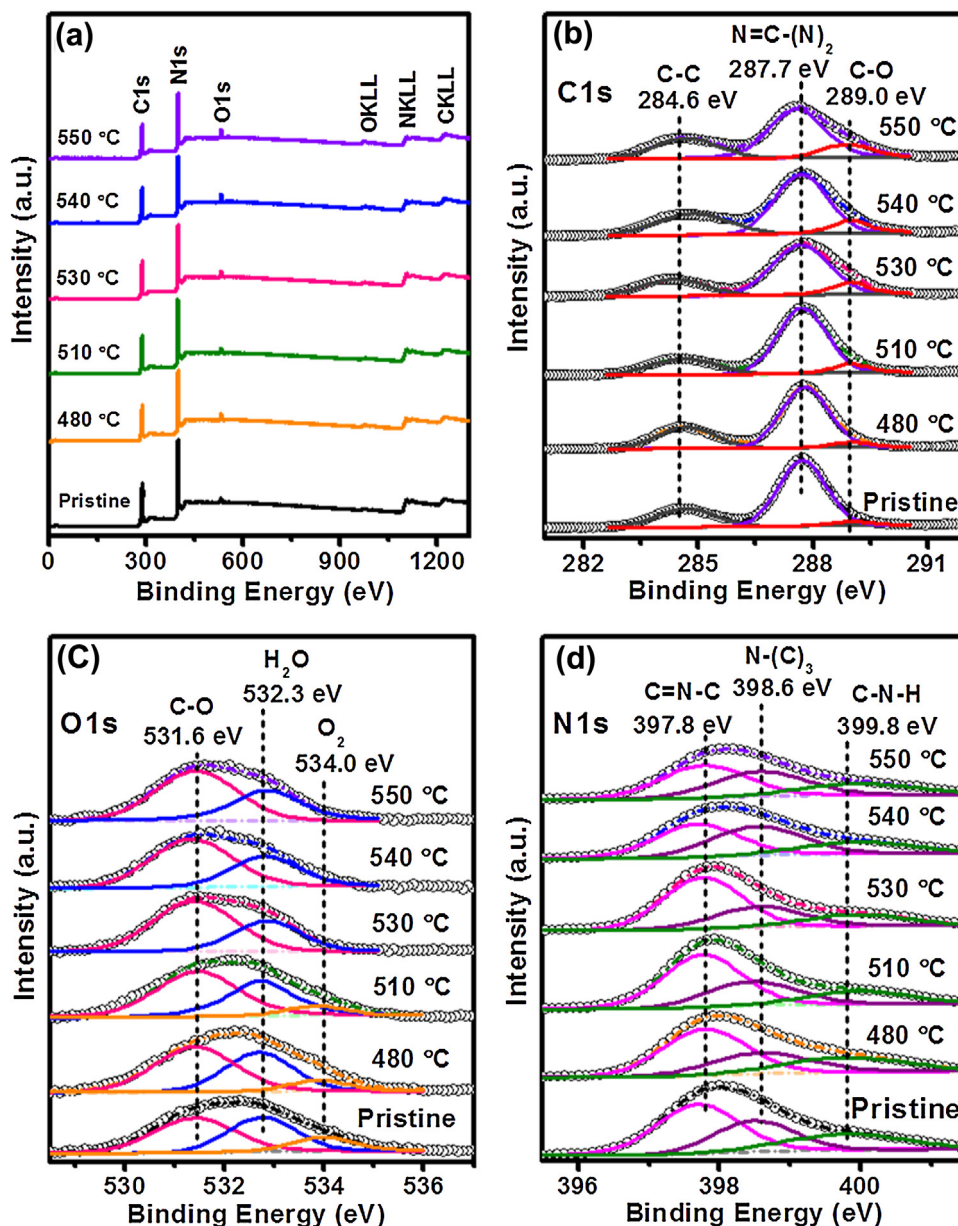 (a)
C1s
N1s
O1s
OKLL
NKLL
CKLL
550 °C
540 °C
530 °C
510 °C
480 °C
Pristine
Intensity (a.u.)
0 300 600 900 1200
Binding Energy (eV)
(b)
N=C-(N)2
C-C 287.7 eV C-O
C1s 284.6 eV 289.0 eV
550 °C
540 °C
530 °C
510 °C
480 °C
Pristine
Intensity (a.u.)
282 285 288 291
Binding Energy (eV)
(C)
H2O
532.3 eV
C-O
O1s 531.6 eV
O2
534.0 eV
550 °C
540 °C
530 °C
510 °C
480 °C
Pristine
Intensity (a.u.)
530 532 534 536
Binding Energy (eV)
(d)
N-(C)3
C=N-C 398.6 eV C-N-H
N1s 397.8 eV 399.8 eV
550 °C
540 °C
530 °C
510 °C
480 °C
Pristine
Intensity (a.u.)
396 398 400
Binding Energy (eV)